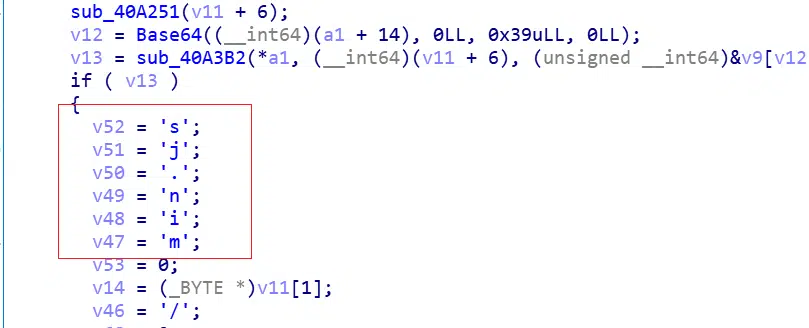 sub_40A251(v11 + 6);
v12 = Base64((__int64)(a1 + 14), 0LL, 0x39uLL, 0LL);
v13 = sub_40A3B2(*a1, (__int64)(v11 + 6), (unsigned __int64)&v9[v12
if ( v13 )
{
v52 = 's';
v51 = 'j';
v50 = '.';
v49 = 'n';
v48 = 'i';
v47 = 'm';
v53 = 0;
v14 = (_BYTE *)v11[1];
v46 = '/';